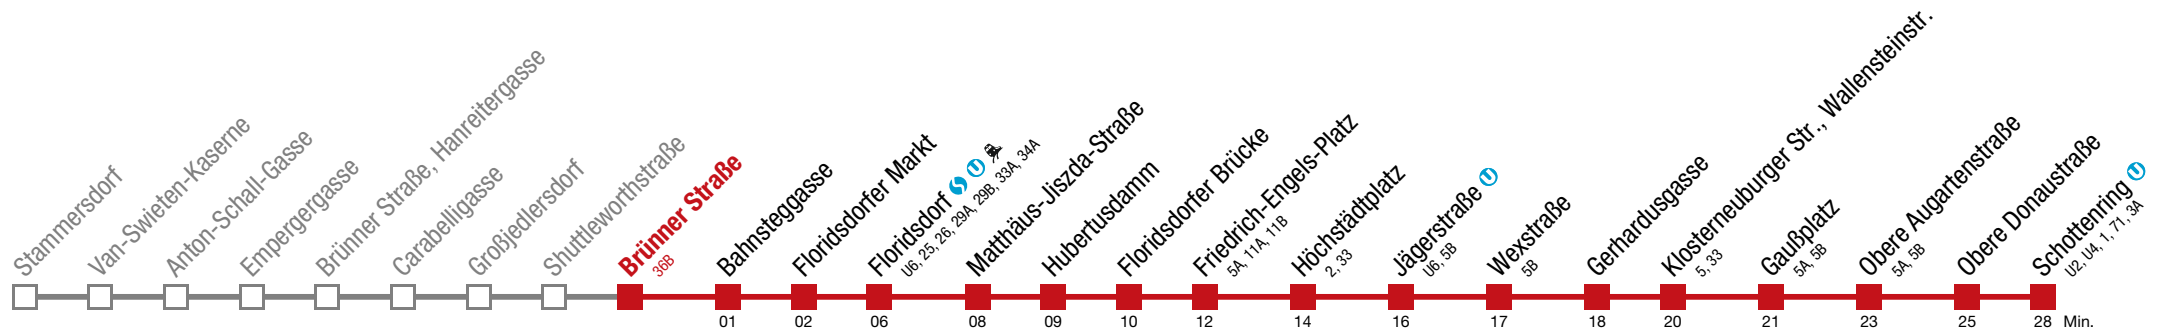 Stammersdorf
Van-Swieten-Kaserne
Anton-Schall-Gasse
Empergergasse
Brünner Straße, Hanreitergasse
Carabelligasse
Großjedlersdorf
Shuttleworthstraße
Brünner Straße
36B
Bahnsteggasse
Floridsdorfer Markt
Floridsdorf S U
U6, 25, 26, 29A, 29B, 33A, 34A
Matthäus-Jiszda-Straße
Hubertusdamm
Floridsdorfer Brücke
Friedrich-Engels-Platz
5A, 11A, 11B
Höchstädtplatz
2, 33
Jägerstraße U
U6, 5B
Wexstraße
5B
Gerhardusgasse
Klosterneuburger Str., Wallensteinstr.
5, 33
Gaußplatz
5A, 5B
Obere Augartenstraße
5A, 5B
Obere Donaustraße
Schottenring U
U2, U4, 1, 71, 3A
01 02 06 08 09 10 12 14 16 17 18 20 21 23 25 28 Min.